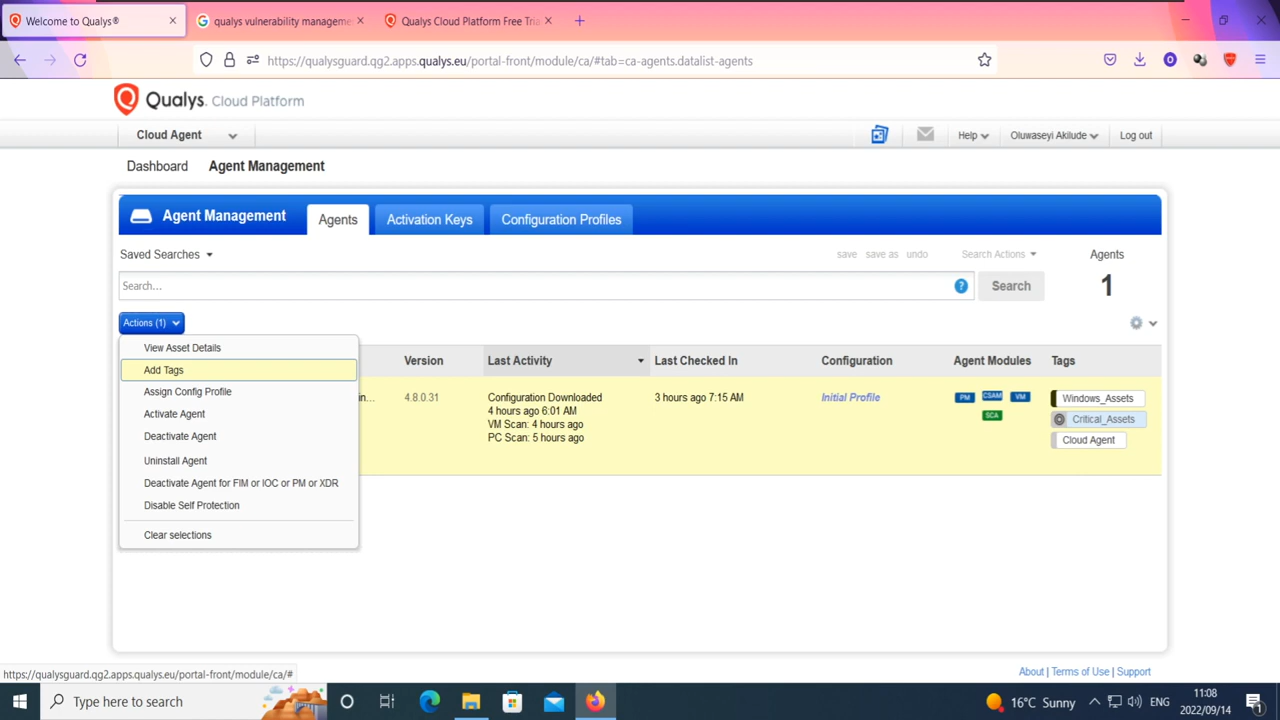 Welcome to Qualys®
qualys vulnerability manageme
Qualys Cloud Platform Free Tria
https://qualysguard.qg2.apps.qualys.eu/portal-front/module/ca/#tab=ca-agents.datalist-agents
Qualys. Cloud Platform
Cloud Agent
Help
Oluwaseyi Akilude
Log out
Dashboard
Agent Management
Agent Management
Agents
Activation Keys
Configuration Profiles
Saved Searches
save
save as
undo
Search Actions
Agents
Search...
?
Search
1
Actions (1)
View Asset Details
Add Tags
Assign Config Profile
Activate Agent
Deactivate Agent
Uninstall Agent
Deactivate Agent for FIM or IOC or PM or XDR
Disable Self Protection
Clear selections
Version
Last Activity
Last Checked In
Configuration
Agent Modules
Tags
in...
4.8.0.31
Configuration Downloaded
4 hours ago 6:01 AM
VM Scan: 4 hours ago
PC Scan: 5 hours ago
3 hours ago 7:15 AM
Initial Profile
PM
CSAM
VM
SCA
Windows_Assets
Critical_Assets
Cloud Agent
https://qualysguard.qg2.apps.qualys.eu/portal-front/module/ca/#
About | Terms of Use | Support
Type here to search
16°C Sunny
ENG
11:08
2022/09/14
1